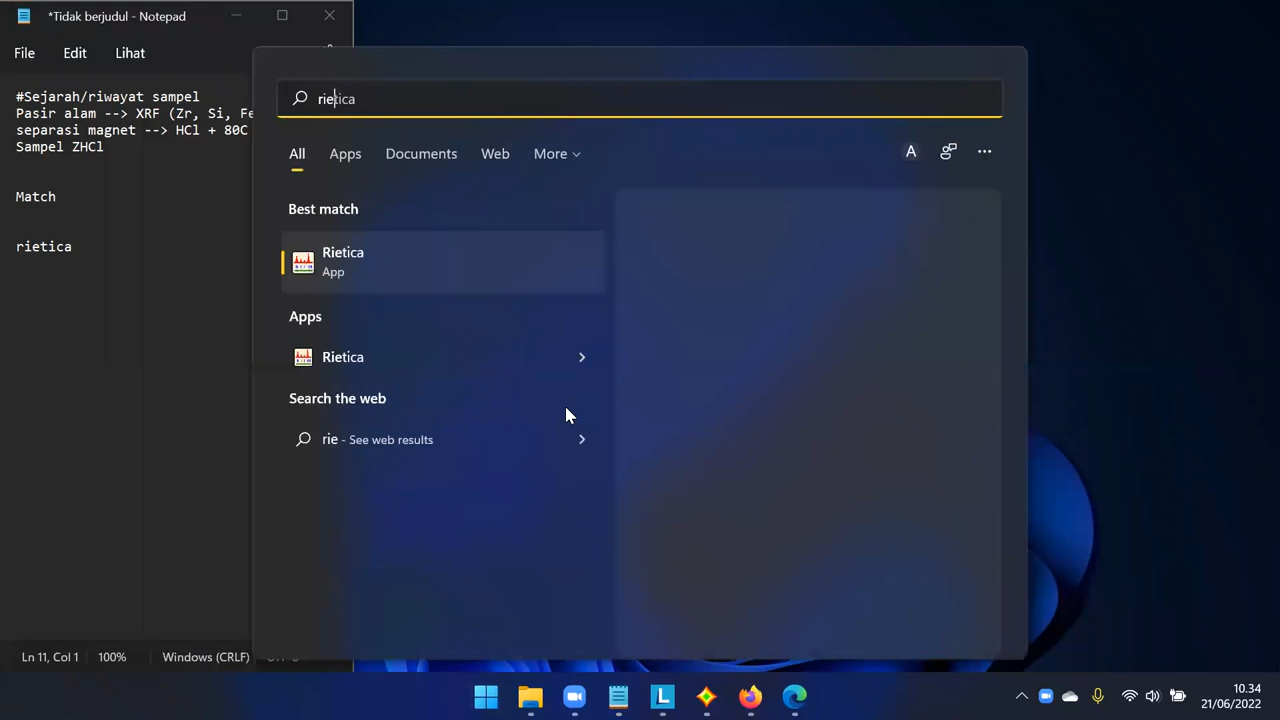 *Tidak berjudul - Notepad
File Edit Lihat
#Sejarah/riwayat sampel
Pasir alam --> XRF (Zr, Si, Fe
separasi magnet --> HCl + 80C
Sampel ZHCl
Match
rietica
Ln 11, Col 1 100% Windows (CRLF)
rietica
All Apps Documents Web More
A
Best match
Rietica
App
Apps
Rietica
Search the web
rie - See web results
L
10.34
21/06/2022